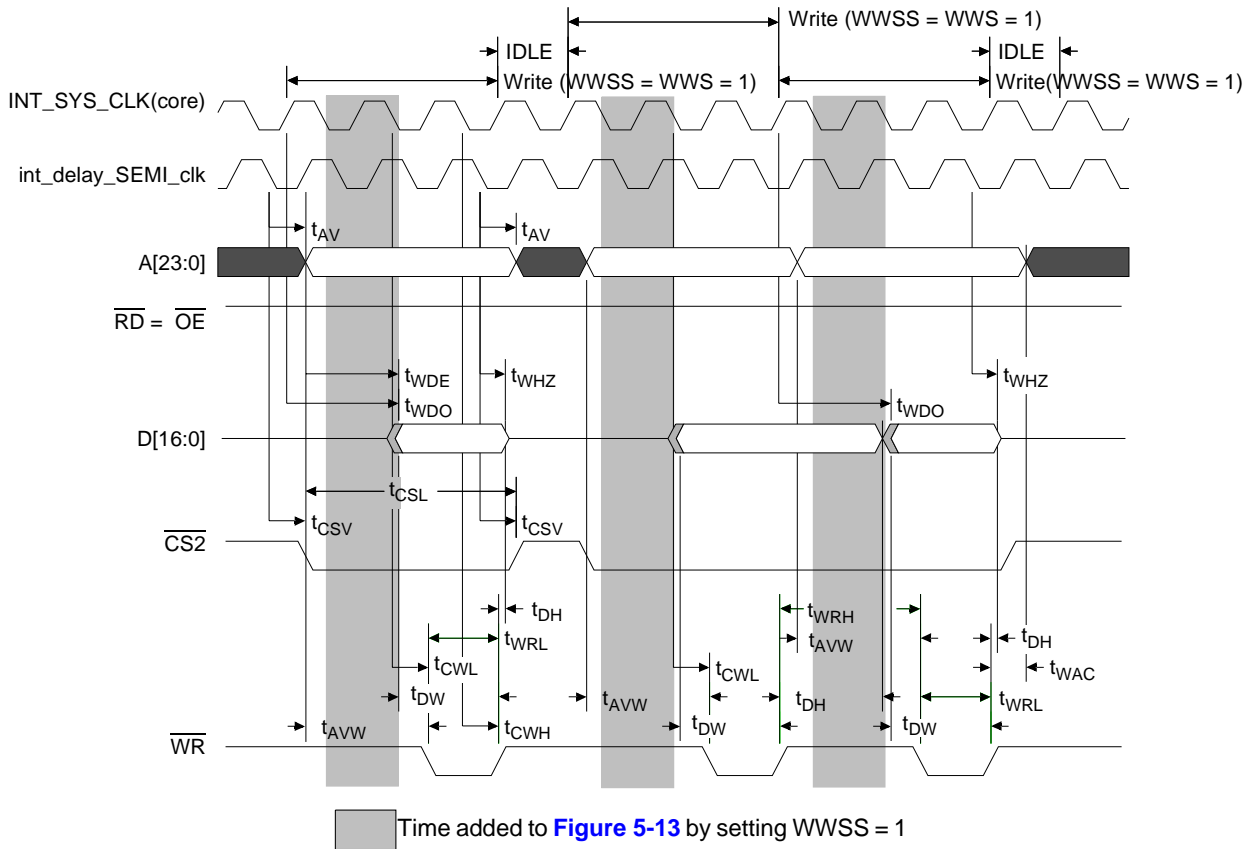 Write (WWSS = WWS = 1)
IDLE IDLE
Write (WWSS = WWS = 1) Write(WWSS = WWS = 1)
INT_SYS_CLK(core)
int_delay_SEMI_clk
tAV tAV
A[23:0]
RD = OE
tWDE tWHZ tWHZ
tWDO tWDO
D[16:0]
tCSL
tCSV tCSV
CS2
tDH tWRH
tWRL tAVW tDH
tCWL tCWL tWAC
tDW tAVW tDH tWRL
tAVW tCWH tDW tDW
WR
Time added to Figure 5-13 by setting WWSS = 1